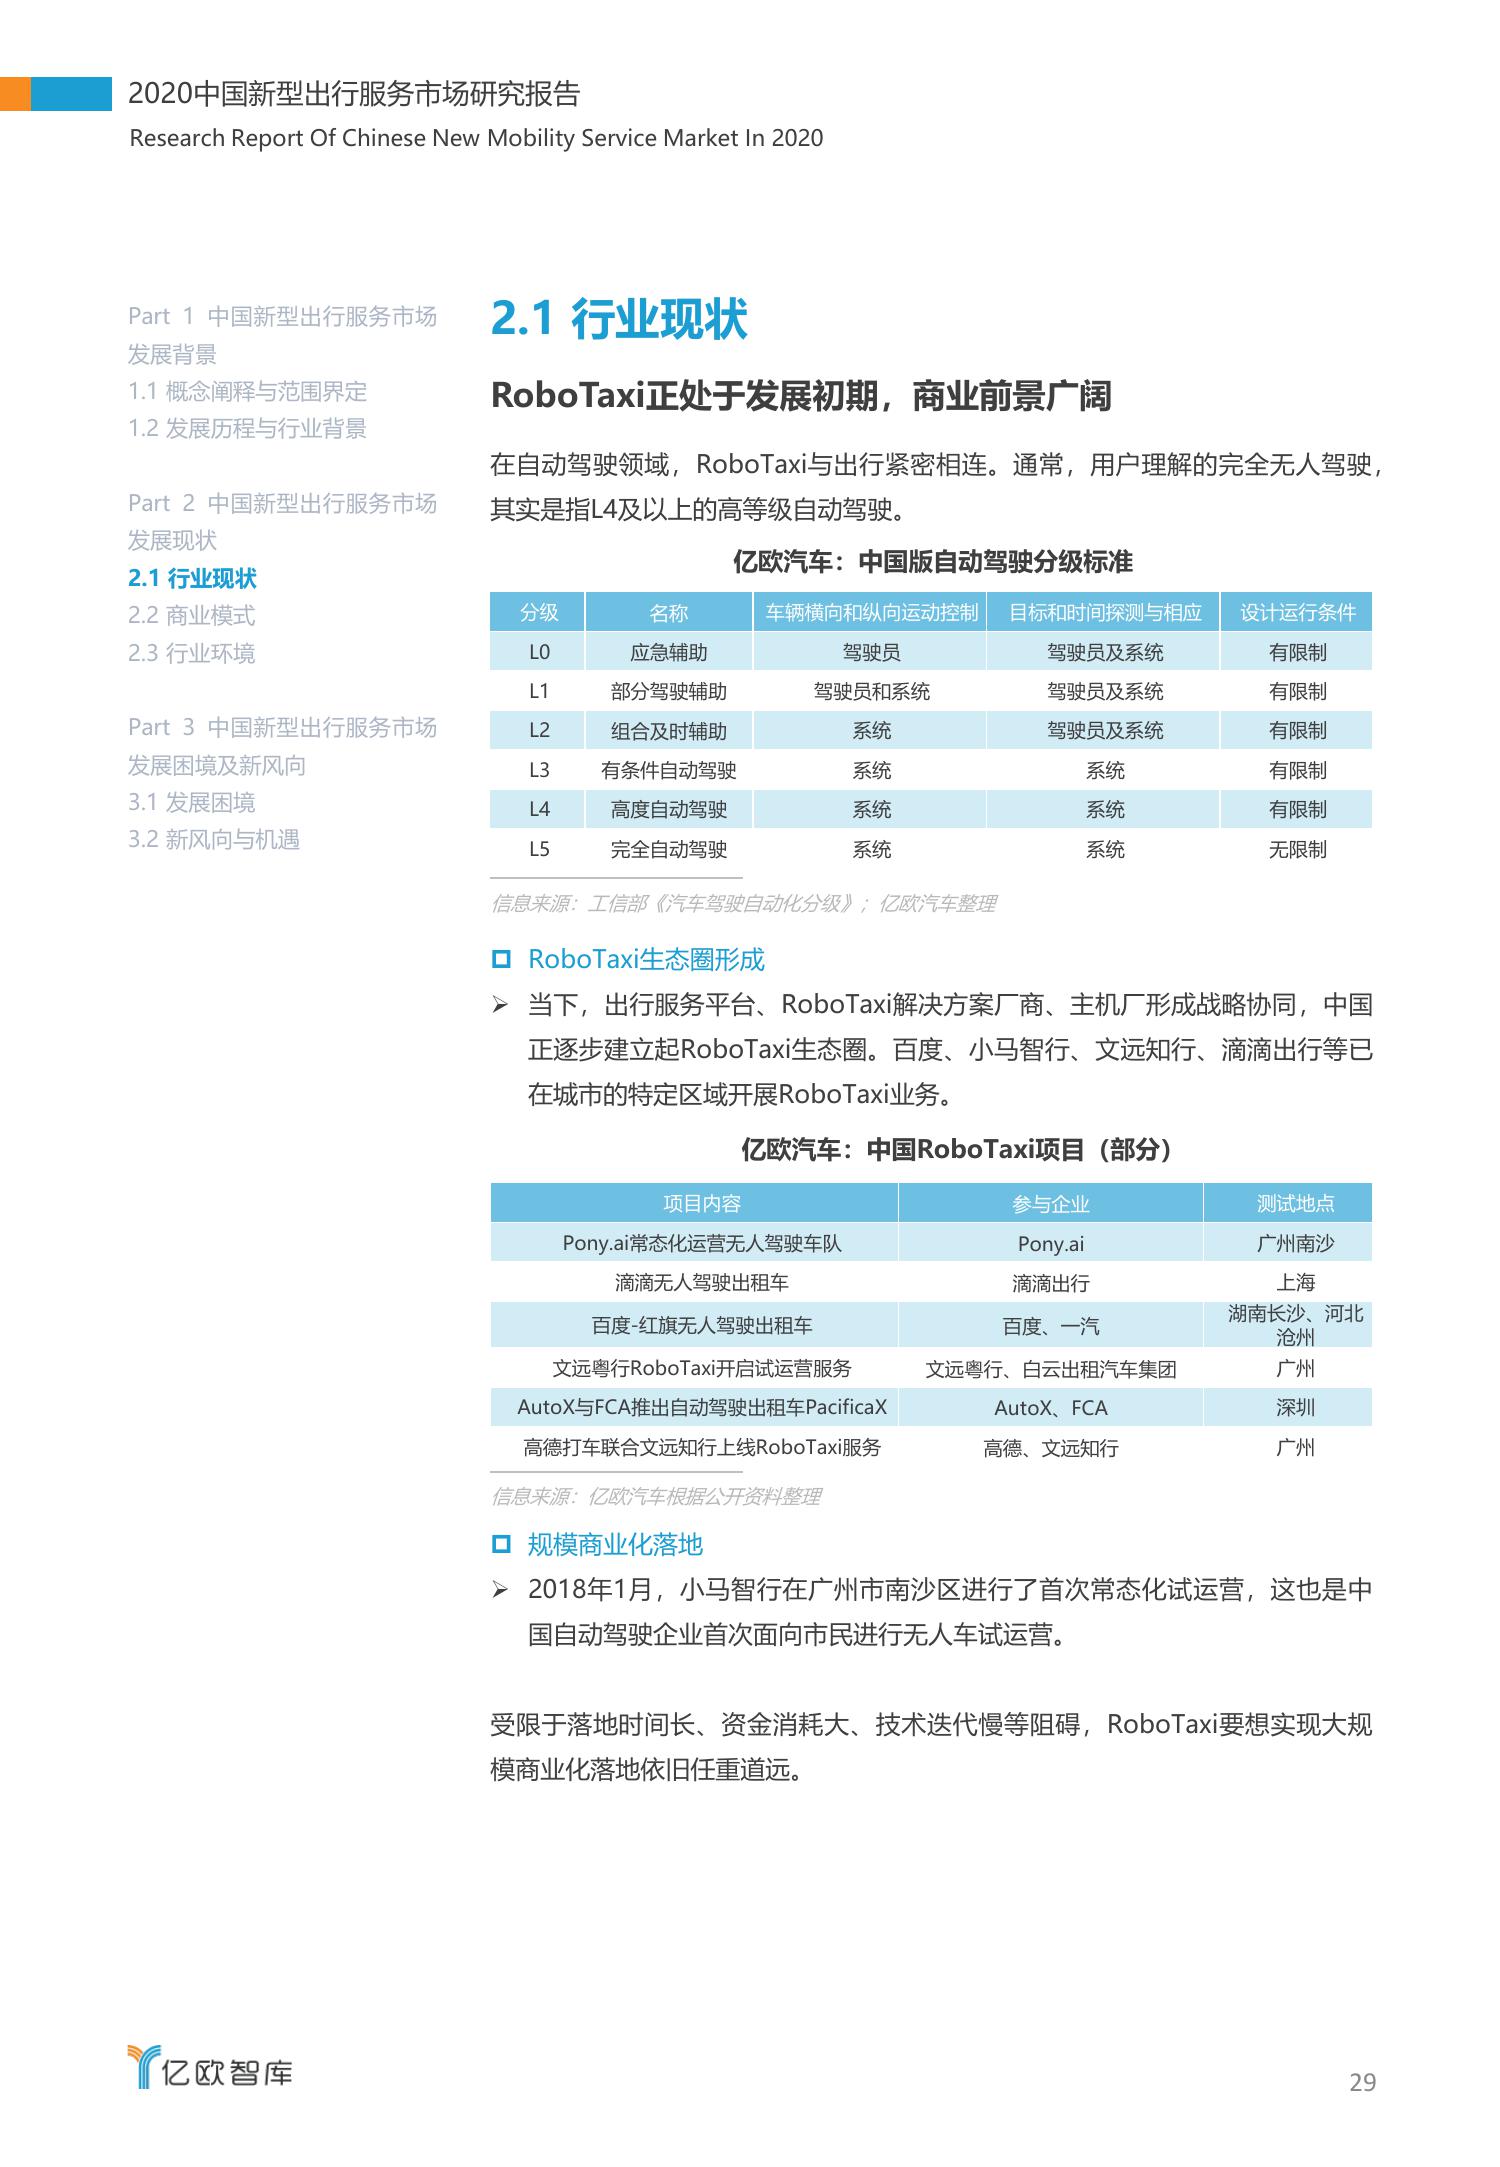 2020中国新型出行服务市场研究报告
Research Report Of Chinese New Mobility Service Market In 2020
Part 1 中国新型出行服务市场
发展背景
1.1 概念阐释与范围界定
1.2 发展历程与行业背景
Part 2 中国新型出行服务市场
发展现状
2.1 行业现状
2.2 商业模式
2.3 行业环境
Part 3 中国新型出行服务市场
发展困境及新风向
3.1 发展困境
3.2 新风向与机遇
2.1 行业现状
RoboTaxi正处于发展初期，商业前景广阔
在自动驾驶领域，RoboTaxi与出行紧密相连。通常，用户理解的完全无人驾驶，
其实是指L4及以上的高等级自动驾驶。
亿欧汽车：中国版自动驾驶分级标准
分级 名称 车辆横向和纵向运动控制 目标和时间探测与相应 设计运行条件
L0 应急辅助 驾驶员 驾驶员及系统 有限制
L1 部分驾驶辅助 驾驶员和系统 驾驶员及系统 有限制
L2 组合及时辅助 系统 驾驶员及系统 有限制
L3 有条件自动驾驶 系统 系统 有限制
L4 高度自动驾驶 系统 系统 有限制
L5 完全自动驾驶 系统 系统 无限制
信息来源：工信部《汽车驾驶自动化分级》；亿欧汽车整理
RoboTaxi生态圈形成
当下，出行服务平台、RoboTaxi解决方案厂商、主机厂形成战略协同，中国
正逐步建立起RoboTaxi生态圈。百度、小马智行、文远知行、滴滴出行等已
在城市的特定区域开展RoboTaxi业务。
亿欧汽车：中国RoboTaxi项目（部分）
项目内容 参与企业 测试地点
Pony.ai常态化运营无人驾驶车队 Pony.ai 广州南沙
滴滴无人驾驶出租车 滴滴出行 上海
百度-红旗无人驾驶出租车 百度、一汽 湖南长沙、河北
沧州
文远粤行RoboTaxi开启试运营服务 文远粤行、白云出租汽车集团 广州
AutoX与FCA推出自动驾驶出租车PacificaX AutoX、FCA 深圳
高德打车联合文远知行上线RoboTaxi服务 高德、文远知行 广州
信息来源：亿欧汽车根据公开资料整理
规模商业化落地
2018年1月，小马智行在广州市南沙区进行了首次常态化试运营，这也是中
国自动驾驶企业首次面向市民进行无人车试运营。
受限于落地时间长、资金消耗大、技术迭代慢等阻碍，RoboTaxi要想实现大规
模商业化落地依旧任重道远。
亿欧智库
29